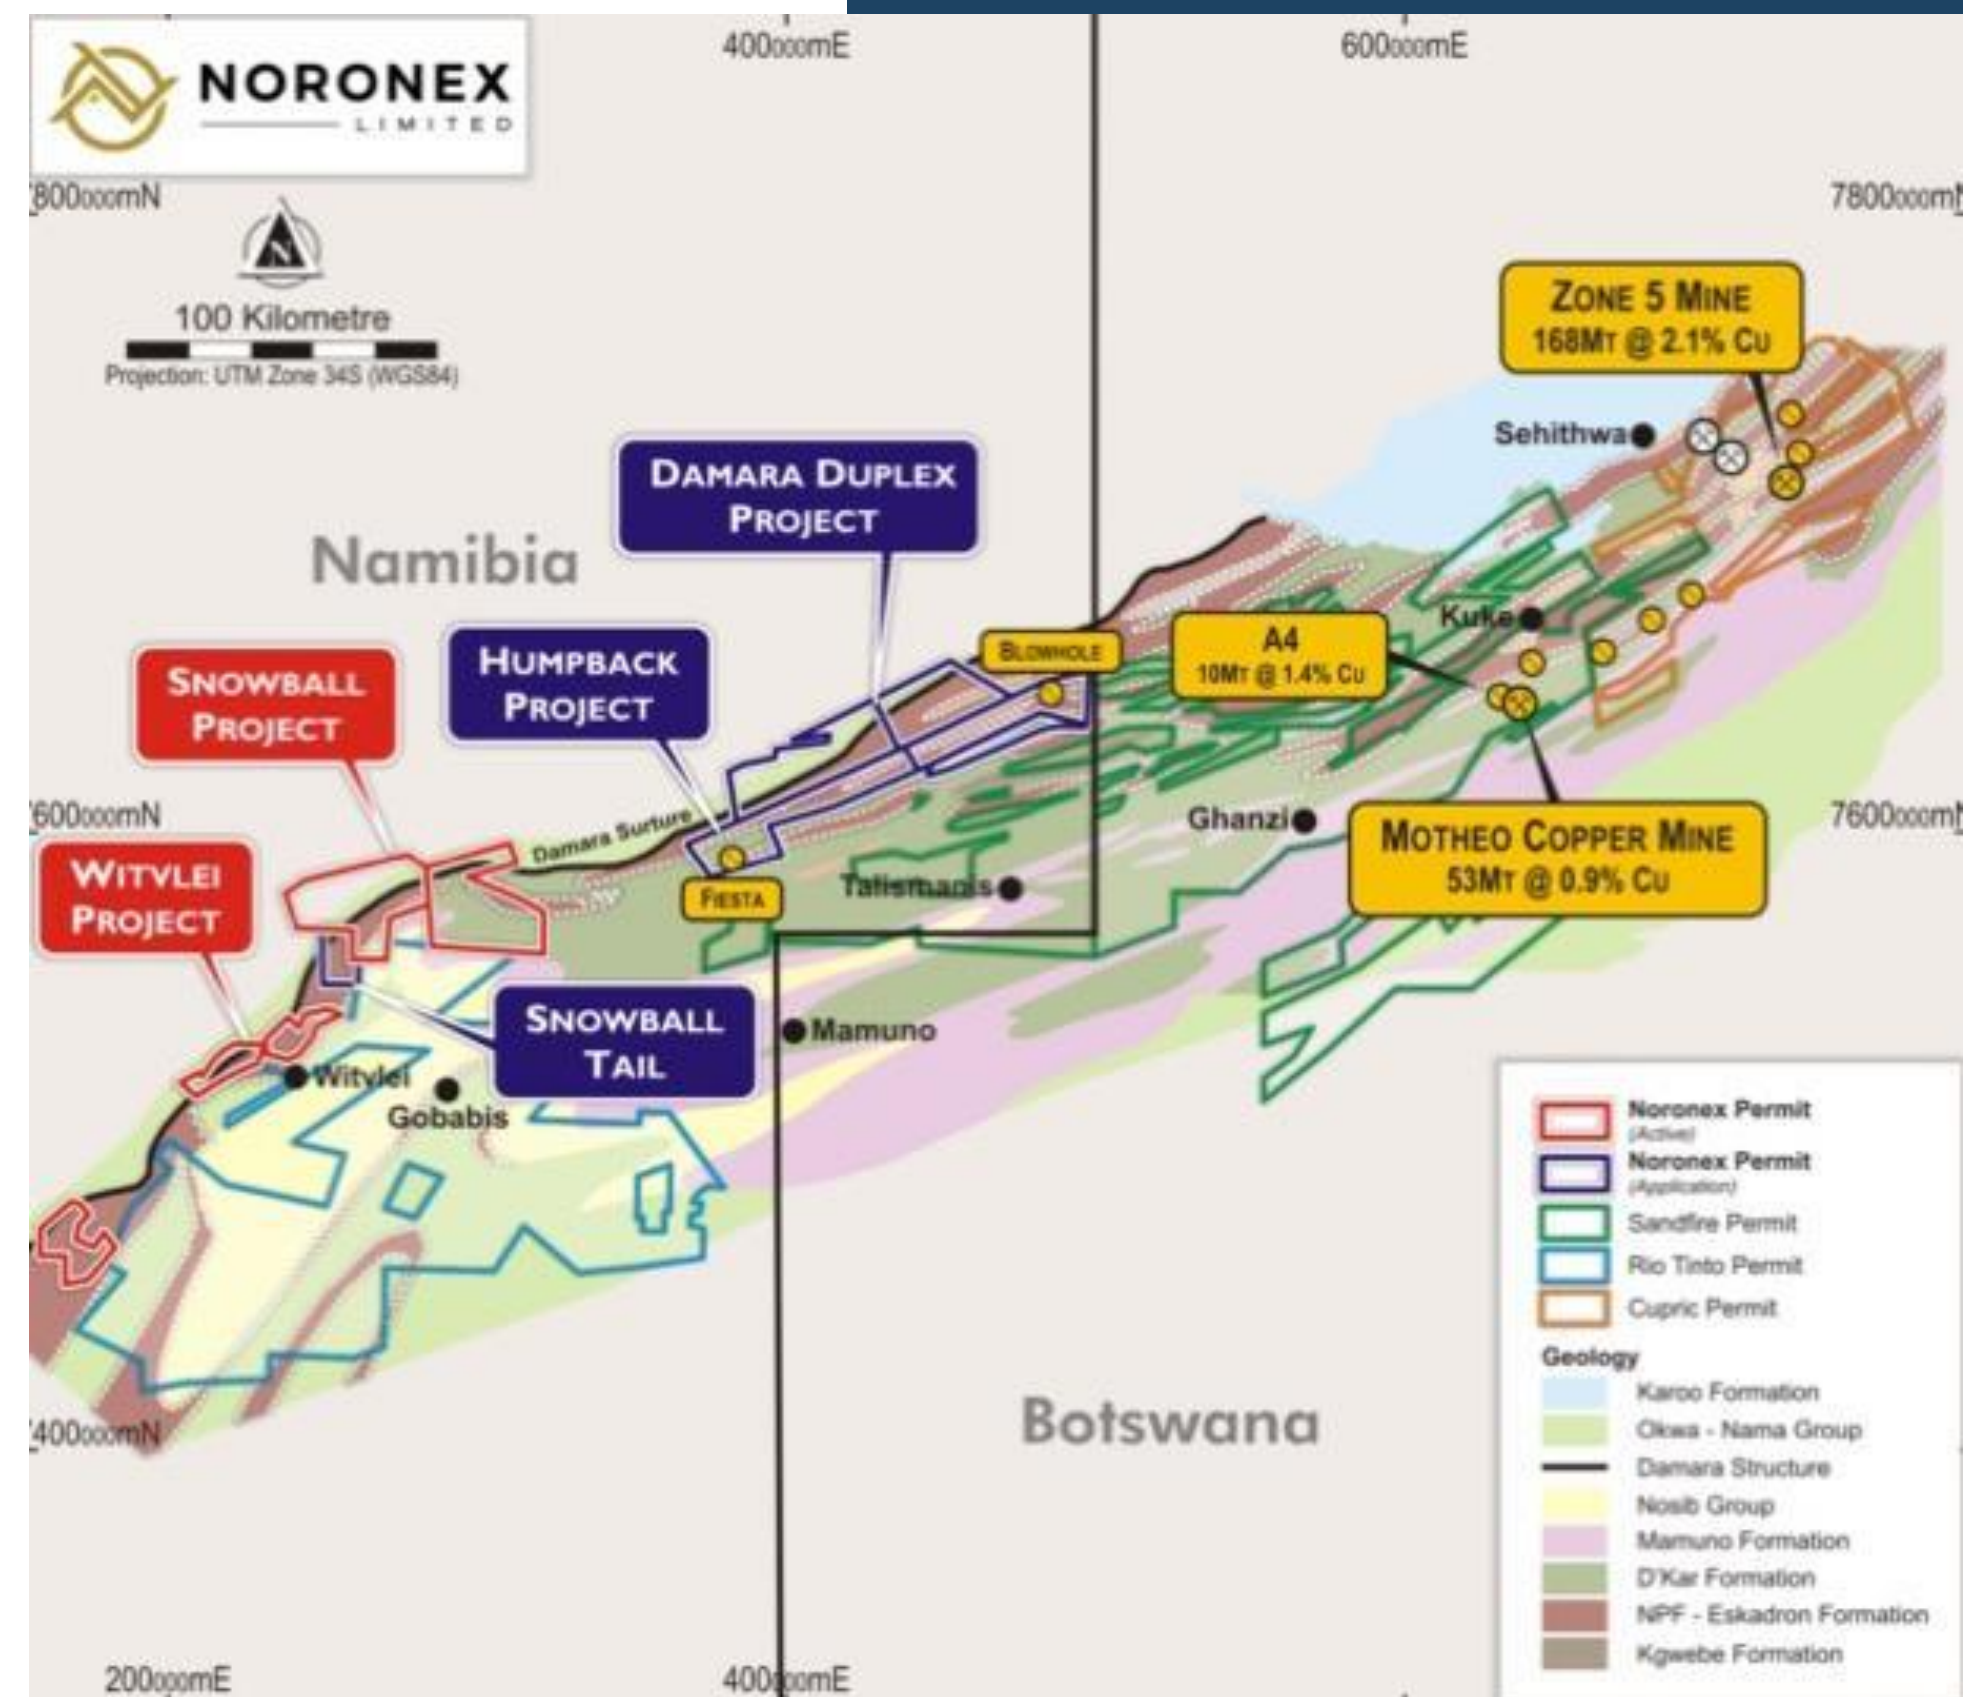 400000mE
600000mE
NORONEX
LIMITED
7800000mN
7800000mN
N
100 Kilometre
Projection: UTM Zone 34S (WGS84)
ZONE 5 MINE
168MT @ 2.1% CU
Sehithwa
DAMARA DUPLEX
PROJECT
Namibia
Kuke
SNOWBALL
PROJECT
HUMPBACK
PROJECT
BLOWHOLE
A4
10MT @ 1.4% CU
7600000mN
7600000mN
Damara Surture
Ghanzi
MOTHEO COPPER MINE
53MT @ 0.9% CU
WITVLEI
PROJECT
FIESTA
Talismanis
SNOWBALL
TAIL
Mamuno
Witvlei
Gobabis
Noronex Permit
(Active)
Noronex Permit
(Application)
Sandfire Permit
Rio Tinto Permit
Cupric Permit
Geology
Karoo Formation
Okwa - Nama Group
Damara Structure
Nosib Group
Mamuno Formation
D'Kar Formation
NPF - Eskadron Formation
Kgwebe Formation
Botswana
7400000mN
200000mE
400000mE